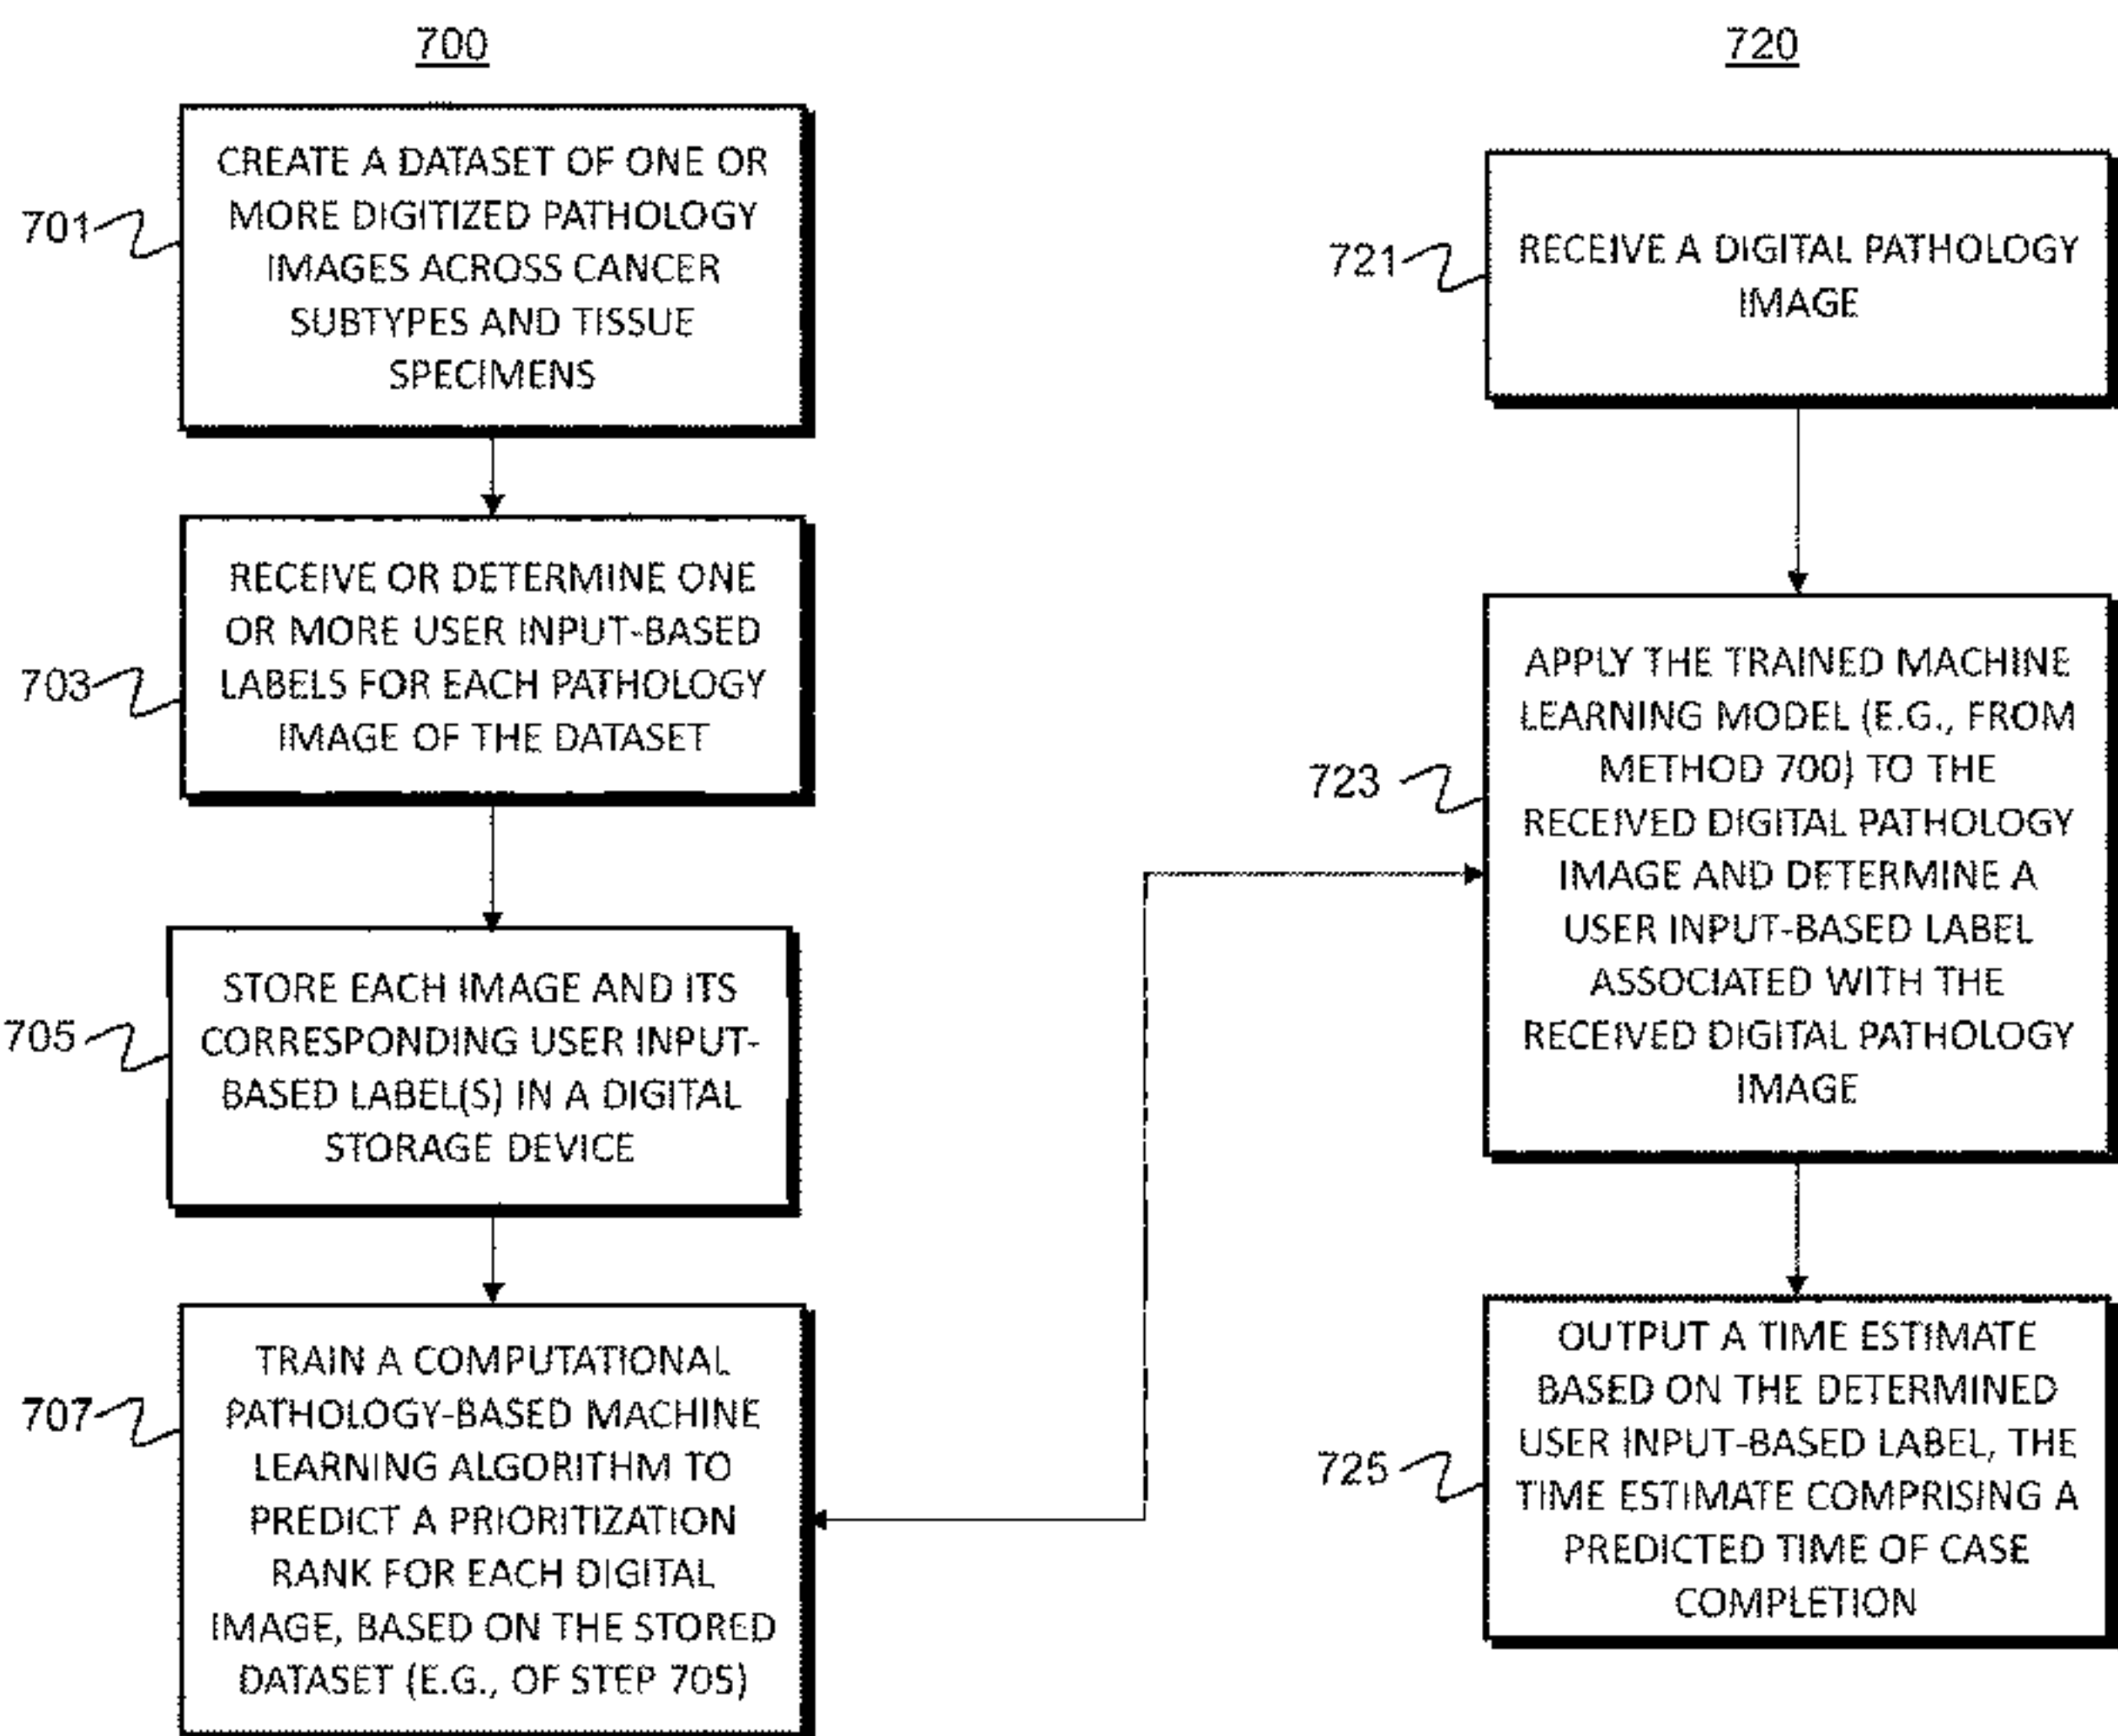 700
701
CREATE A DATASET OF ONE OR
MORE DIGITIZED PATHOLOGY
IMAGES ACROSS CANCER
SUBTYPES AND TISSUE
SPECIMENS
703
RECEIVE OR DETERMINE ONE
OR MORE USER INPUT-BASED
LABELS FOR EACH PATHOLOGY
IMAGE OF THE DATASET
705
STORE EACH IMAGE AND ITS
CORRESPONDING USER INPUT-
BASED LABEL(S) IN A DIGITAL
STORAGE DEVICE
707
TRAIN A COMPUTATIONAL
PATHOLOGY-BASED MACHINE
LEARNING ALGORITHM TO
PREDICT A PRIORITIZATION
RANK FOR EACH DIGITAL
IMAGE, BASED ON THE STORED
DATASET (E.G., OF STEP 705)
720
721
RECEIVE A DIGITAL PATHOLOGY
IMAGE
723
APPLY THE TRAINED MACHINE
LEARNING MODEL (E.G., FROM
METHOD 700) TO THE
RECEIVED DIGITAL PATHOLOGY
IMAGE AND DETERMINE A
USER INPUT-BASED LABEL
ASSOCIATED WITH THE
RECEIVED DIGITAL PATHOLOGY
IMAGE
725
OUTPUT A TIME ESTIMATE
BASED ON THE DETERMINED
USER INPUT-BASED LABEL, THE
TIME ESTIMATE COMPRISING A
PREDICTED TIME OF CASE
COMPLETION